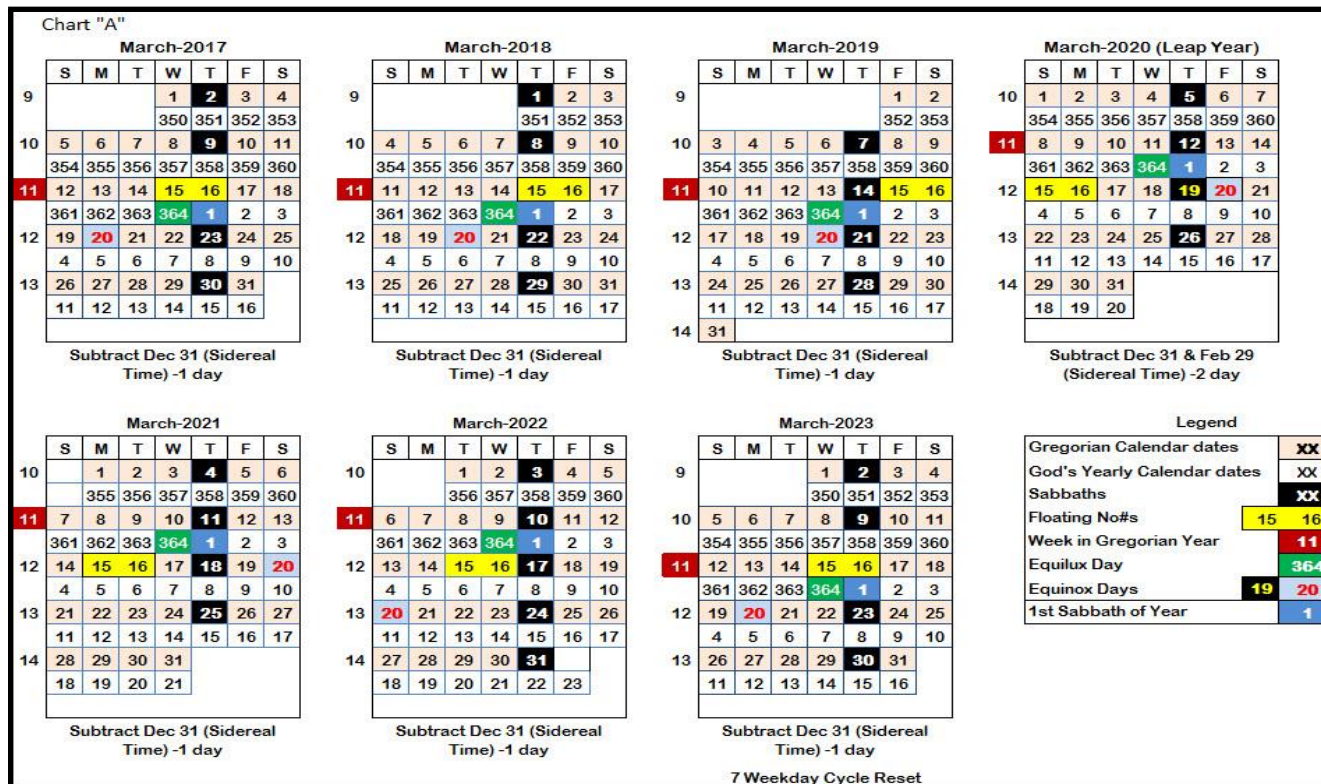 Chart "A"
March-2017
S M T W T F S
9 1 2 3 4
350 351 352 353
10 5 6 7 8 9 10 11
354 355 356 357 358 359 360
11 12 13 14 15 16 17 18
361 362 363 364 1 2 3
12 19 20 21 22 23 24 25
4 5 6 7 8 9 10
13 26 27 28 29 30 31
11 12 13 14 15 16
Subtract Dec 31 (Sidereal
Time) -1 day
March-2018
S M T W T F S
9 1 2 3
351 352 353
10 4 5 6 7 8 9 10
354 355 356 357 358 359 360
11 11 12 13 14 15 16 17
361 362 363 364 1 2 3
12 18 19 20 21 22 23 24
4 5 6 7 8 9 10
13 25 26 27 28 29 30 31
11 12 13 14 15 16 17
Subtract Dec 31 (Sidereal
Time) -1 day
March-2019
S M T W T F S
9 1 2
352 353
10 3 4 5 6 7 8 9
354 355 356 357 358 359 360
11 10 11 12 13 14 15 16
361 362 363 364 1 2 3
12 17 18 19 20 21 22 23
4 5 6 7 8 9 10
13 24 25 26 27 28 29 30
11 12 13 14 15 16 17
14 31
Subtract Dec 31 (Sidereal
Time) -1 day
March-2020 (Leap Year)
S M T W T F S
10 1 2 3 4 5 6 7
354 355 356 357 358 359 360
11 8 9 10 11 12 13 14
361 362 363 364 1 2 3
12 15 16 17 18 19 20 21
4 5 6 7 8 9 10
13 22 23 24 25 26 27 28
11 12 13 14 15 16 17
14 29 30 31
18 19 20
Subtract Dec 31 & Feb 29
(Sidereal Time) -2 day
March-2021
S M T W T F S
10 1 2 3 4 5 6
355 356 357 358 359 360
11 7 8 9 10 11 12 13
361 362 363 364 1 2 3
12 14 15 16 17 18 19 20
4 5 6 7 8 9 10
13 21 22 23 24 25 26 27
11 12 13 14 15 16 17
14 28 29 30 31
18 19 20 21
Subtract Dec 31 (Sidereal
Time) -1 day
March-2022
S M T W T F S
10 1 2 3 4 5
356 357 358 359 360
11 6 7 8 9 10 11 12
361 362 363 364 1 2 3
12 13 14 15 16 17 18 19
4 5 6 7 8 9 10
13 20 21 22 23 24 25 26
11 12 13 14 15 16 17
14 27 28 29 30 31
18 19 20 21 22 23
Subtract Dec 31 (Sidereal
Time) -1 day
March-2023
S M T W T F S
9 1 2 3 4
350 351 352 353
10 5 6 7 8 9 10 11
354 355 356 357 358 359 360
11 12 13 14 15 16 17 18
361 362 363 364 1 2 3
12 19 20 21 22 23 24 25
4 5 6 7 8 9 10
13 26 27 28 29 30 31
11 12 13 14 15 16
Subtract Dec 31 (Sidereal
Time) -1 day
7 Weekday Cycle Reset
Legend
Gregorian Calendar dates XX
God's Yearly Calendar dates XX
Sabbaths XX
Floating No#s 15 16
Week in Gregorian Year 11
Equilux Day 364
Equinox Days 19 20
1st Sabbath of Year 1